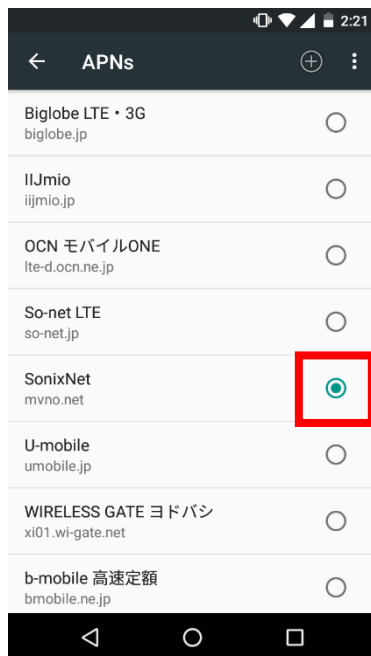 2:21
APNs
Biglobe LTE・3G
biglobe.jp
IIJmio
iijmio.jp
OCN モバイルONE
lte-d.ocn.ne.jp
So-net LTE
so-net.jp
SonixNet
mvno.net
U-mobile
umobile.jp
WIRELESS GATE ヨドバシ
xi01.wi-gate.net
b-mobile 高速定額
bmobile.ne.jp